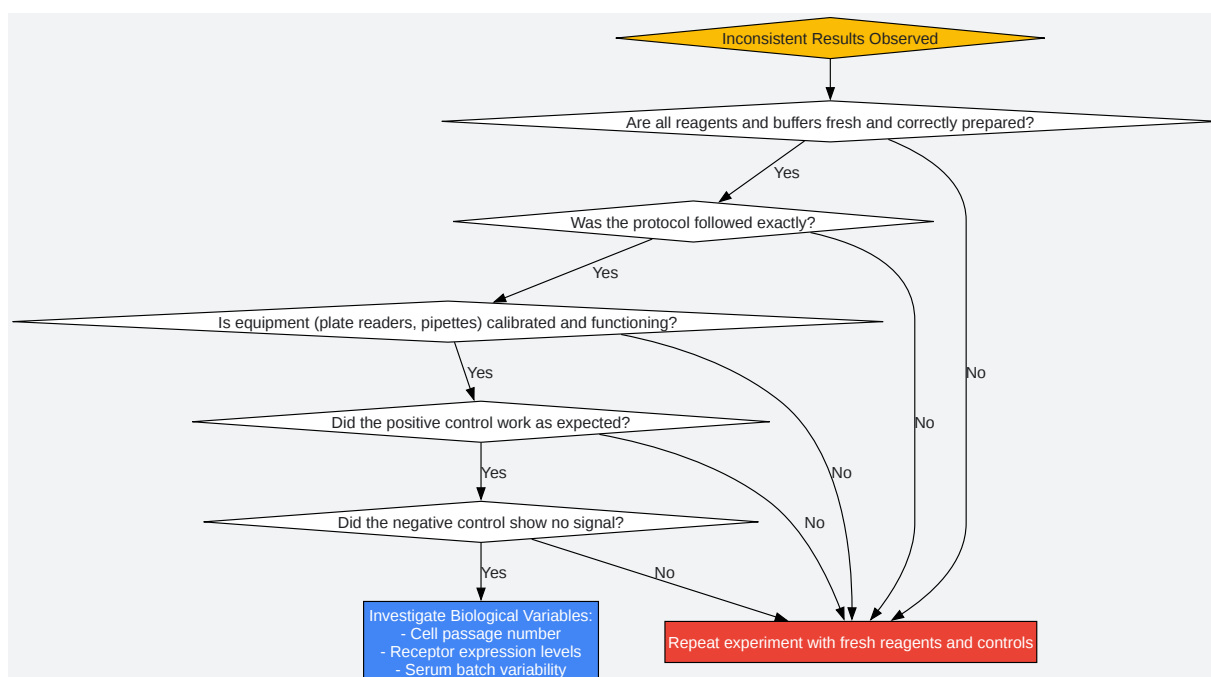 Inconsistent Results Observed
Are all reagents and buffers fresh and correctly prepared?
Yes
Was the protocol followed exactly?
Yes
Is equipment (plate readers, pipettes) calibrated and functioning?
Yes
No
Did the positive control work as expected?
No
Yes
No
Did the negative control show no signal?
No
Yes
No
Investigate Biological Variables:
- Cell passage number
- Receptor expression levels
- Serum batch variability
Repeat experiment with fresh reagents and controls